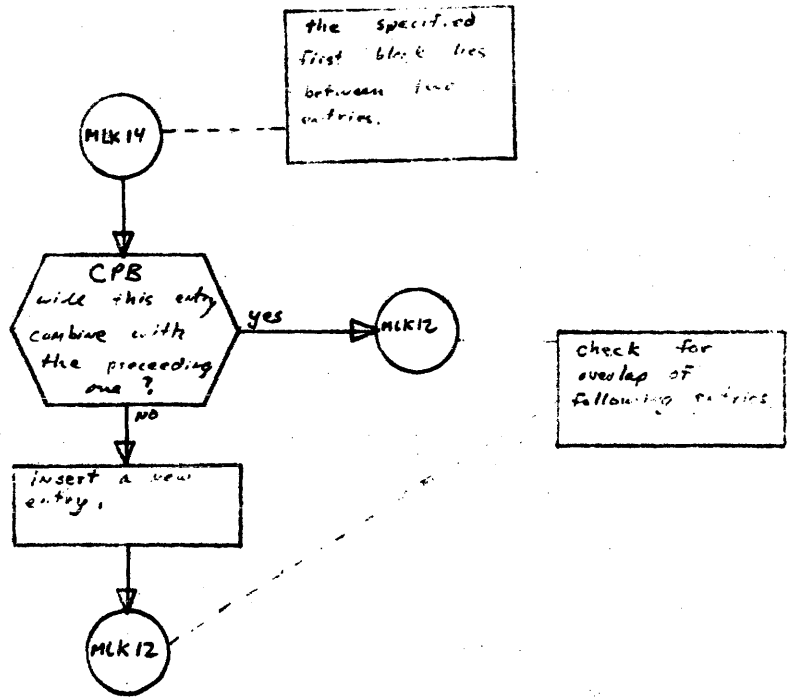 the specified
first block lies
between two
entries.
MLK14
CPB
will this entry
combine with
the proceeding
one?
yes
MLK12
NO
check for
overlap of
following entries
insert a new
entry.
MLK12